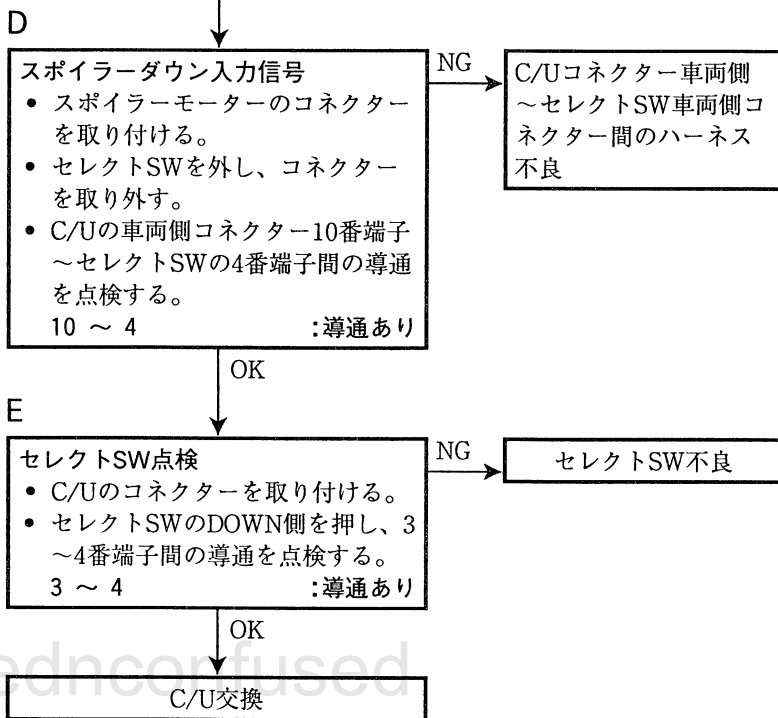 D
スポイラーダウン入力信号
• スポイラーモーターのコネクター
を取り付ける。
• セレクトSWを外し、コネクター
を取り外す。
• C/Uの車両側コネクター10番端子
～セレクトSWの4番端子間の導通
を点検する。
10 ～ 4 :導通あり
NG
C/Uコネクター車両側
～セレクトSW車両側コ
ネクター間のハーネス
不良
OK
E
セレクトSW点検
• C/Uのコネクターを取り付ける。
• セレクトSWのDOWN側を押し、3
～4番端子間の導通を点検する。
3 ～ 4 :導通あり
NG
セレクトSW不良
OK
C/U交換
ednconfused